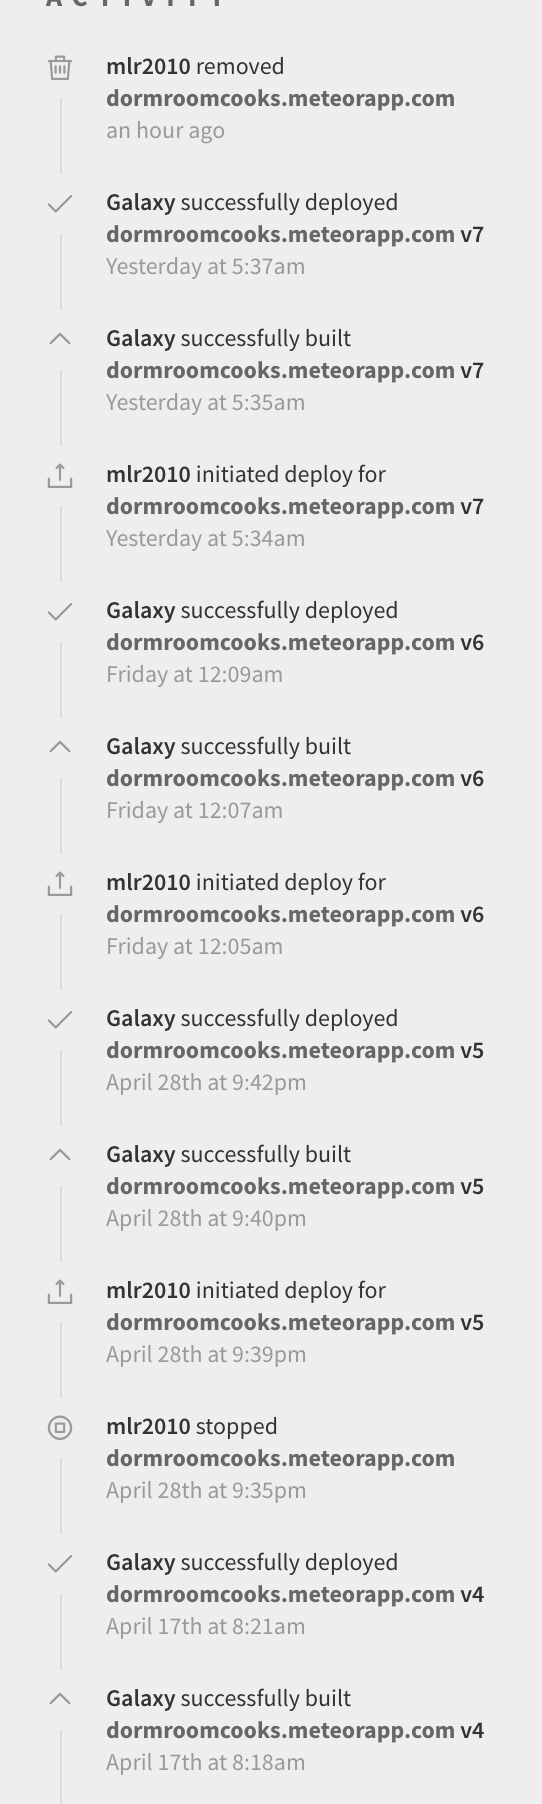 ACTIVITY
mlr2010 removed
dormroomcooks.meteorapp.com
an hour ago
Galaxy successfully deployed
dormroomcooks.meteorapp.com v7
Yesterday at 5:37am
Galaxy successfully built
dormroomcooks.meteorapp.com v7
Yesterday at 5:35am
mlr2010 initiated deploy for
dormroomcooks.meteorapp.com v7
Yesterday at 5:34am
Galaxy successfully deployed
dormroomcooks.meteorapp.com v6
Friday at 12:09am
Galaxy successfully built
dormroomcooks.meteorapp.com v6
Friday at 12:07am
mlr2010 initiated deploy for
dormroomcooks.meteorapp.com v6
Friday at 12:05am
Galaxy successfully deployed
dormroomcooks.meteorapp.com v5
April 28th at 9:42pm
Galaxy successfully built
dormroomcooks.meteorapp.com v5
April 28th at 9:40pm
mlr2010 initiated deploy for
dormroomcooks.meteorapp.com v5
April 28th at 9:39pm
mlr2010 stopped
dormroomcooks.meteorapp.com
April 28th at 9:35pm
Galaxy successfully deployed
dormroomcooks.meteorapp.com v4
April 17th at 8:21am
Galaxy successfully built
dormroomcooks.meteorapp.com v4
April 17th at 8:18am